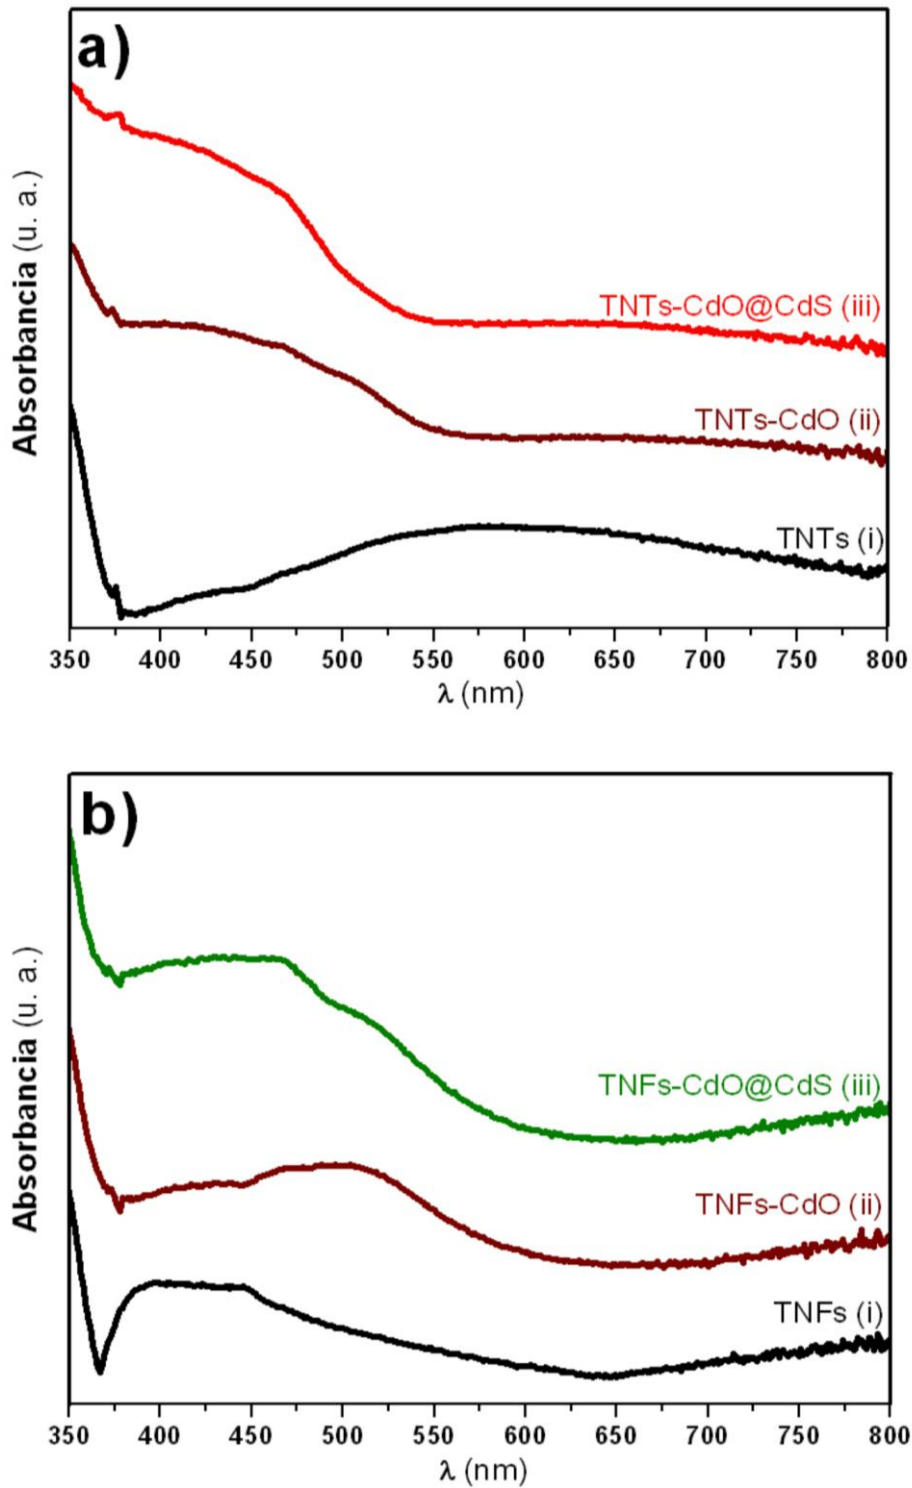 a)
Absorbancia (u. a.)
TNTs-CdO@CdS (iii)
TNTs-CdO (ii)
TNTs (i)
350 400 450 500 550 600 650 700 750 800
λ (nm)
b)
Absorbancia (u. a.)
TNFs-CdO@CdS (iii)
TNFs-CdO (ii)
TNFs (i)
350 400 450 500 550 600 650 700 750 800
λ (nm)